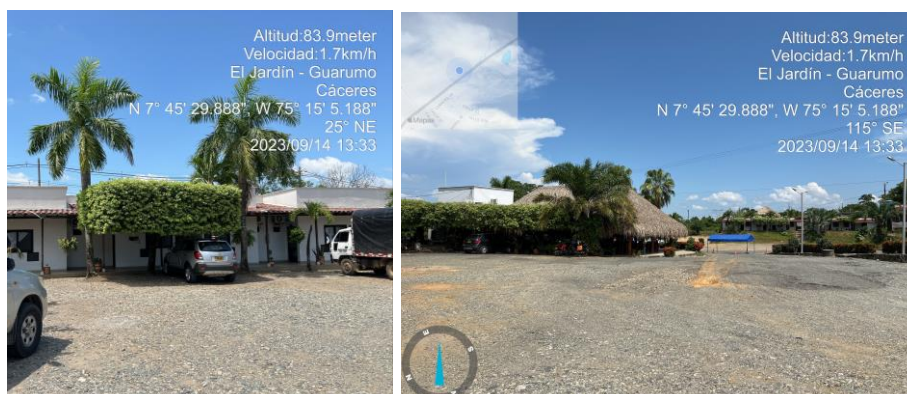 Altitud:83.9meter
Velocidad:1.7km/h
El Jardín - Guarumo
Cáceres
N 7° 45' 29.888", W 75° 15' 5.188"
25° NE
2023/09/14 13:33
Altitud:83.9meter
Velocidad:1.7km/h
El Jardín - Guarumo
Cáceres
N 7° 45' 29.888", W 75° 15' 5.188"
115° SE
2023/09/14 13:33
E
S
N